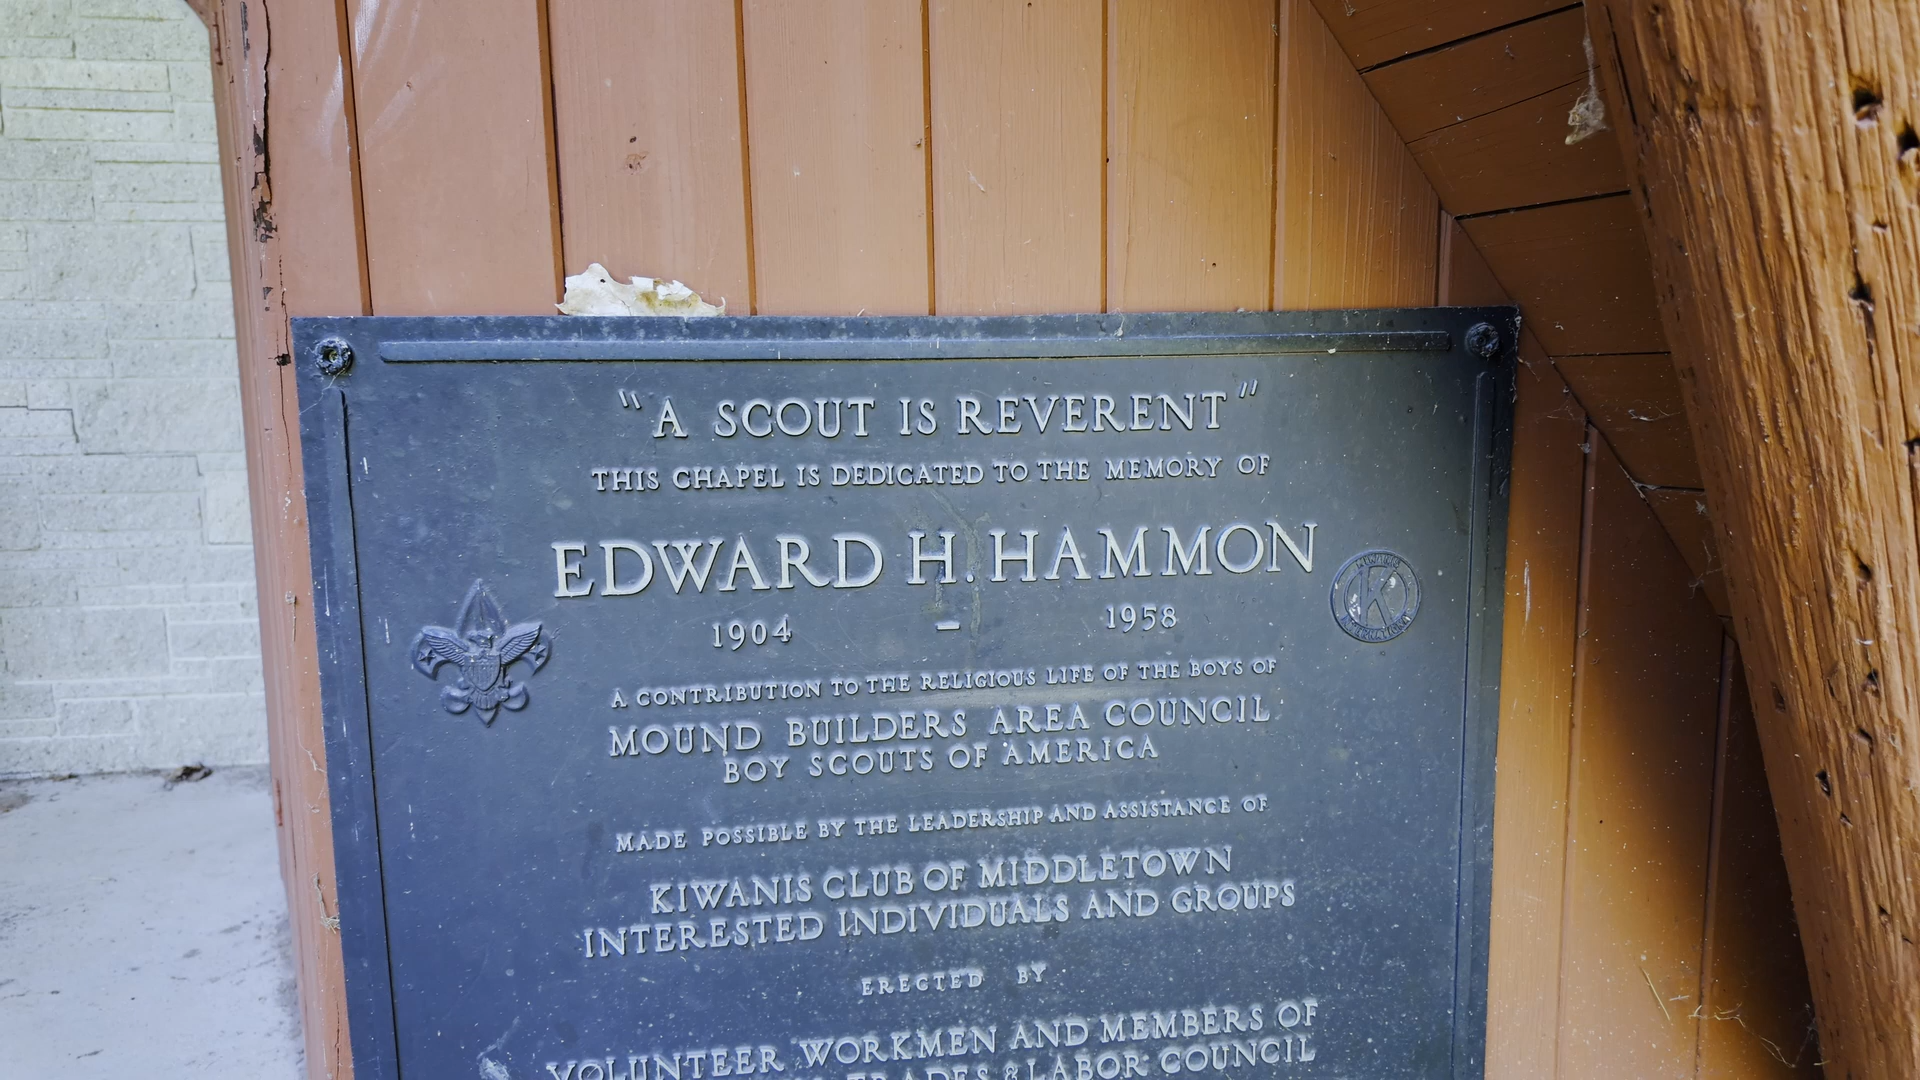 "A SCOUT IS REVERENT"
THIS CHAPEL IS DEDICATED TO THE MEMORY OF
EDWARD H. HAMMON
1904 – 1958
KIWANIS
K
INTERNATIONAL
A CONTRIBUTION TO THE RELIGIOUS LIFE OF THE BOYS OF
MOUND BUILDERS AREA COUNCIL
BOY SCOUTS OF AMERICA
MADE POSSIBLE BY THE LEADERSHIP AND ASSISTANCE OF
KIWANIS CLUB OF MIDDLETOWN
INTERESTED INDIVIDUALS AND GROUPS
ERECTED BY
VOLUNTEER WORKMEN AND MEMBERS OF
TRADES & LABOR COUNCIL